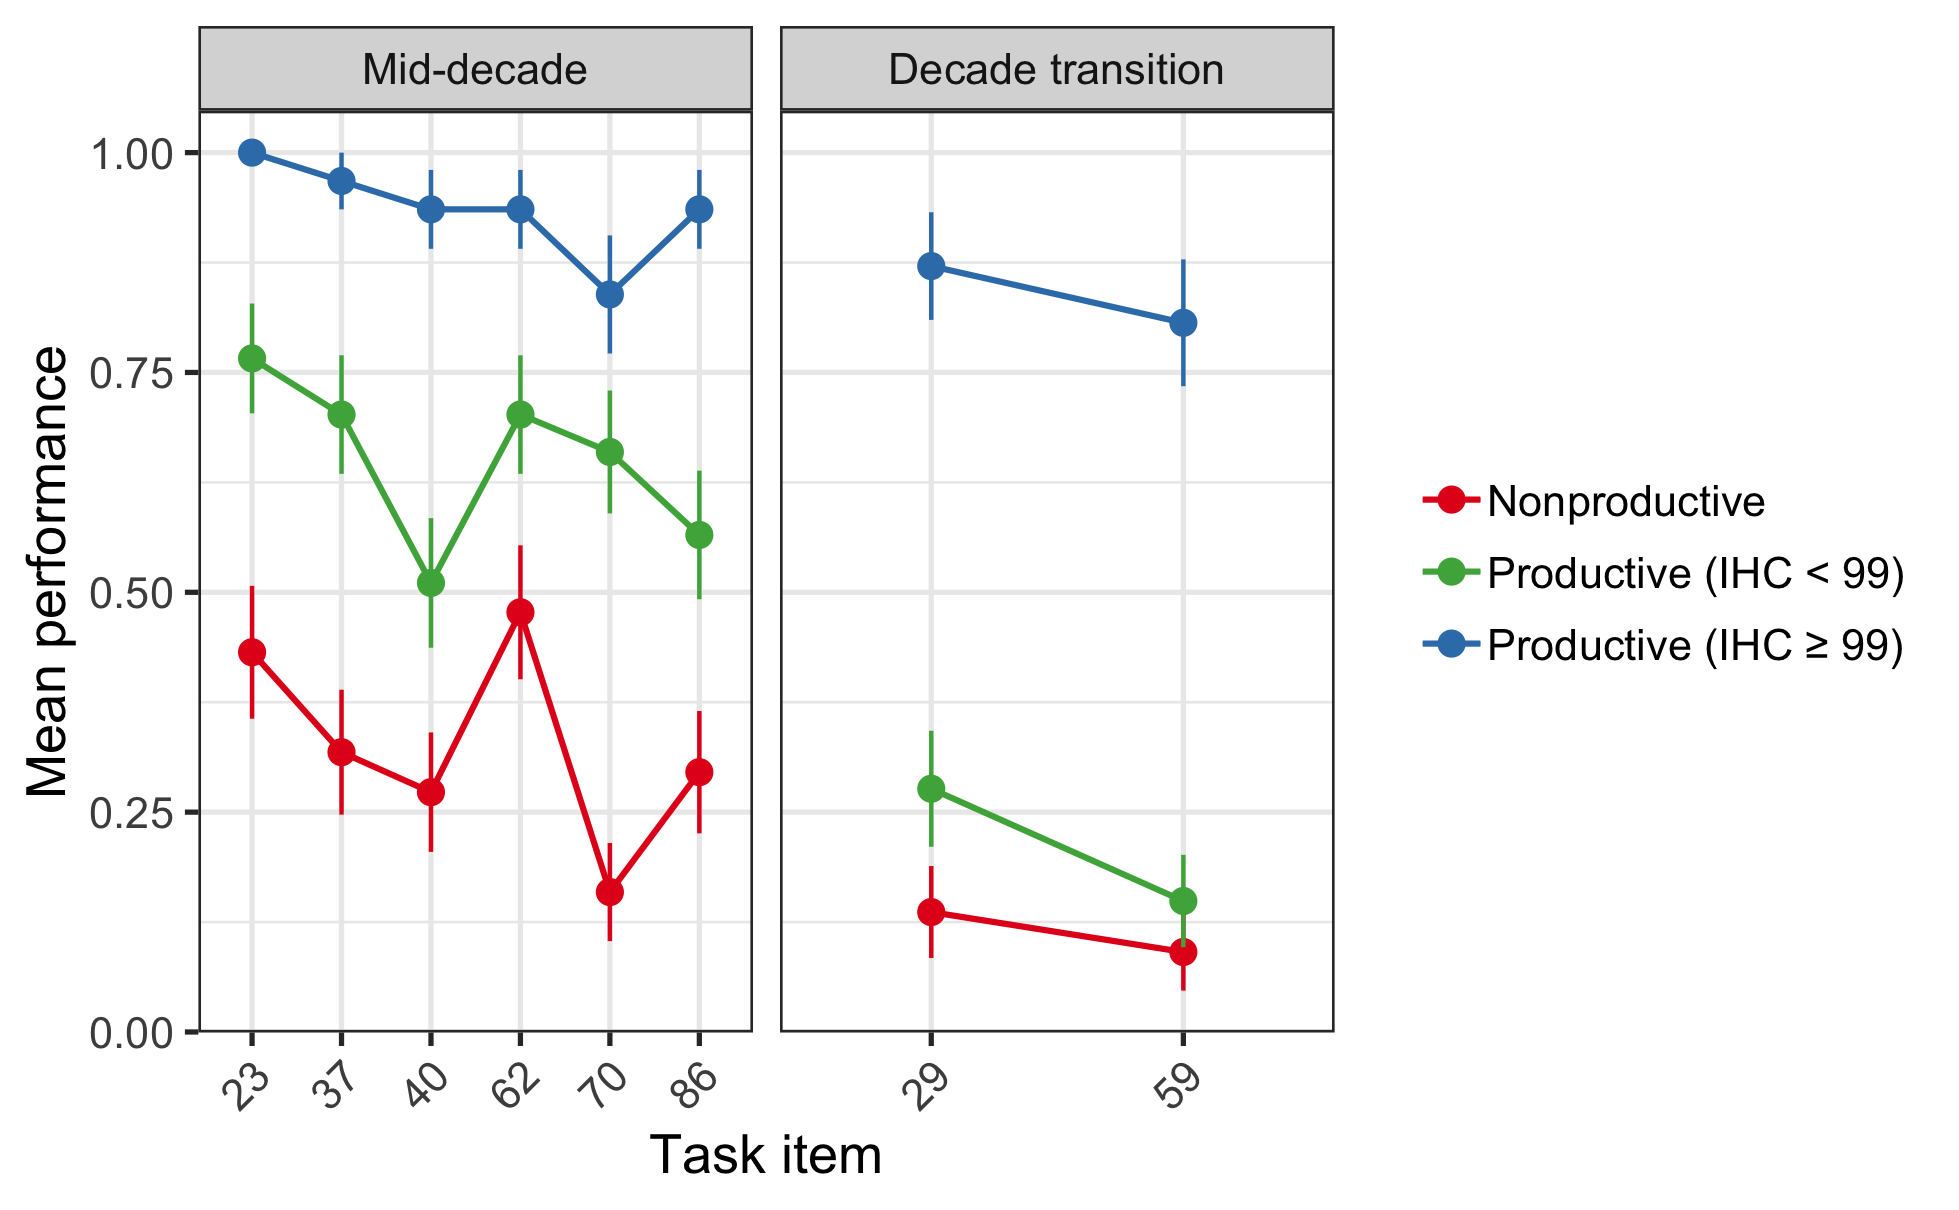 Mid-decade
Decade transition
1.00
0.75
0.50
0.25
0.00
Mean performance
23 37 40 62 70 86
29 59
Task item
Nonproductive
Productive (IHC < 99)
Productive (IHC ≥ 99)